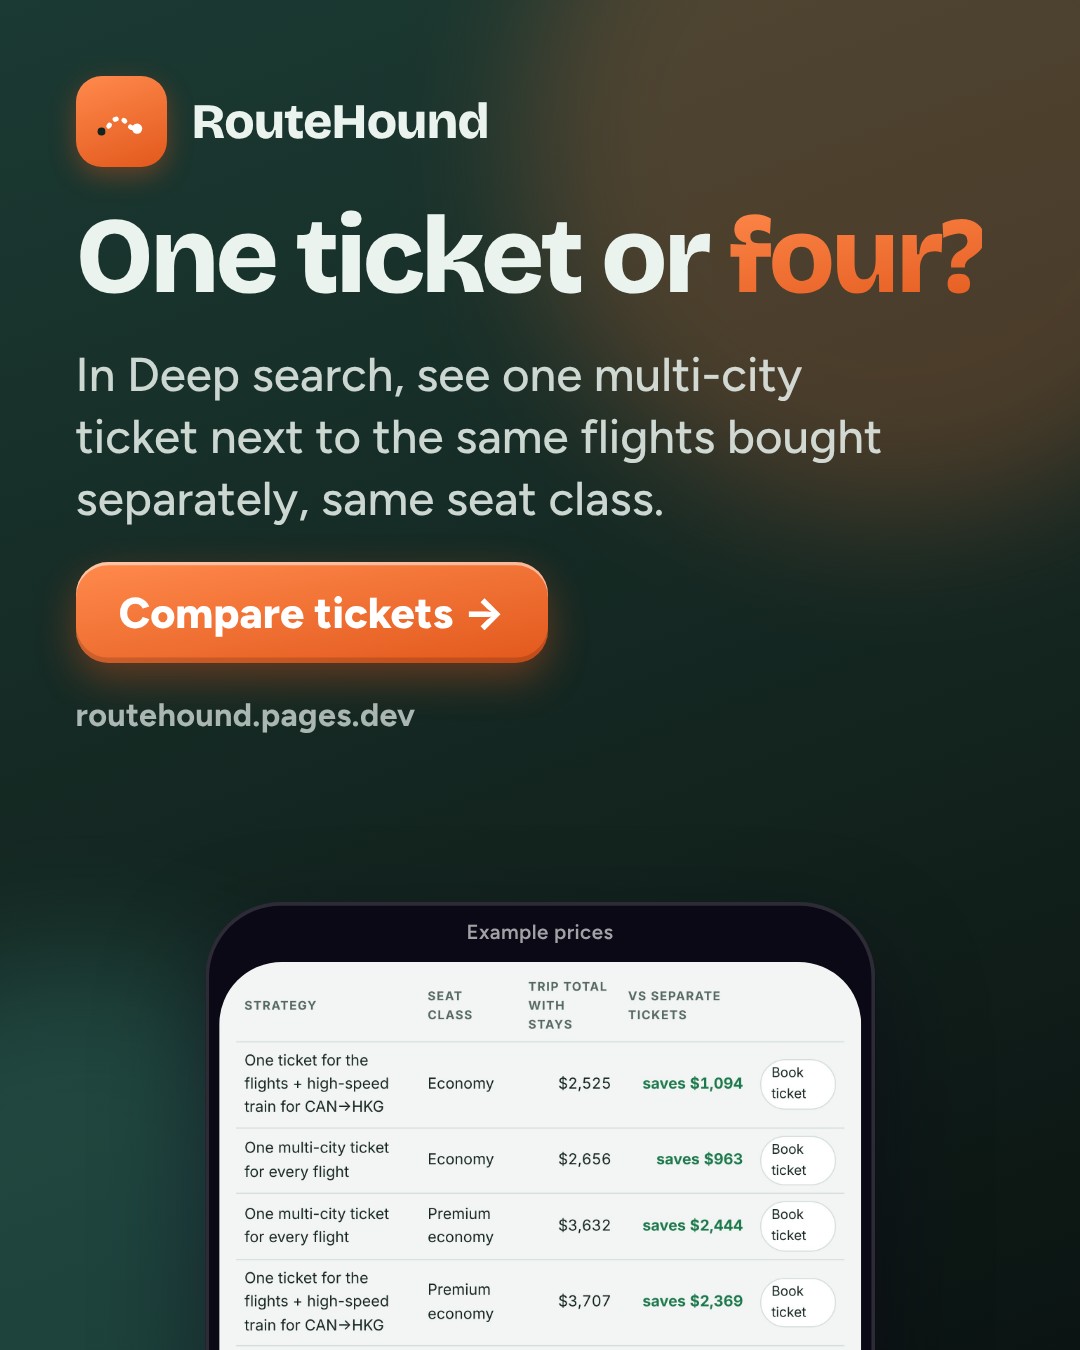 RouteHound
One ticket or four?
In Deep search, see one multi-city
ticket next to the same flights bought
separately, same seat class.
Compare tickets →
routehound.pages.dev
Example prices
STRATEGY
SEAT
CLASS
TRIP TOTAL
WITH
STAYS
VS SEPARATE
TICKETS
One ticket for the
flights + high-speed
train for CAN→HKG
Economy
$2,525
saves $1,094
Book
ticket
One multi-city ticket
for every flight
Economy
$2,656
saves $963
Book
ticket
One multi-city ticket
for every flight
Premium
economy
$3,632
saves $2,444
Book
ticket
One ticket for the
flights + high-speed
train for CAN→HKG
Premium
economy
$3,707
saves $2,369
Book
ticket